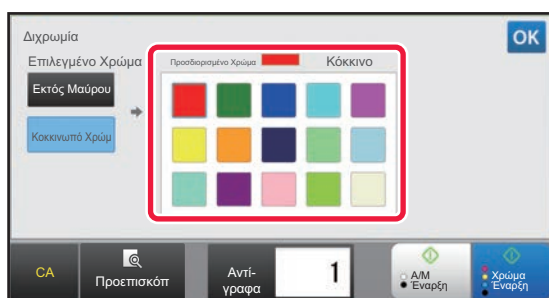 Διχρωμία
OK
Επιλεγμένο Χρώμα
Προσδιορισμένο Χρώμα
Κόκκινο
Εκτός Μαύρου
Κοκκινωπό Χρώμ
CA
Προεπισκόπ
Αντί-
γραφα
1
Α/Μ
Έναρξη
Χρώμα
Έναρξη